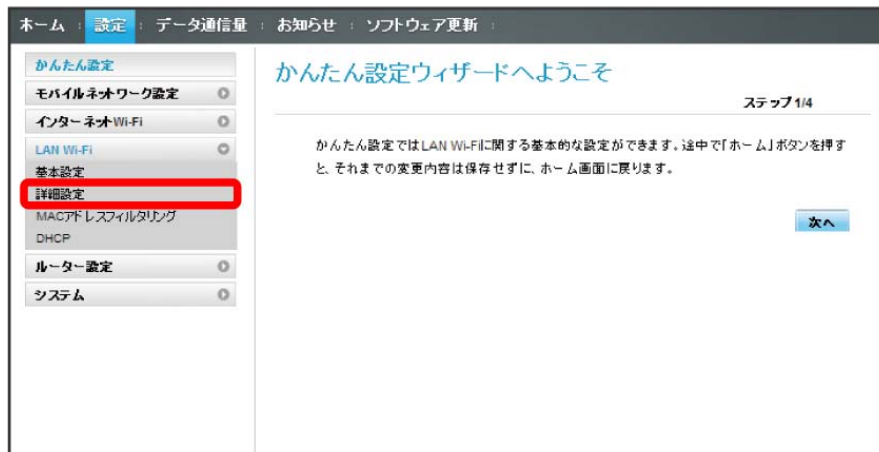 ホーム : 設定 : データ通信量 : お知らせ : ソフトウェア更新 :
かんたん設定
モバイルネットワーク設定
インターネットWi-Fi
LAN Wi-Fi
基本設定
詳細設定
MACアドレスフィルタリング
DHCP
ルーター設定
システム
かんたん設定ウィザードへようこそ
ステップ1/4
かんたん設定ではLAN Wi-Fiに関する基本的な設定ができます。途中で「ホーム」ボタンを押す
と、それまでの変更内容は保存せずに、ホーム画面に戻ります。
次へ